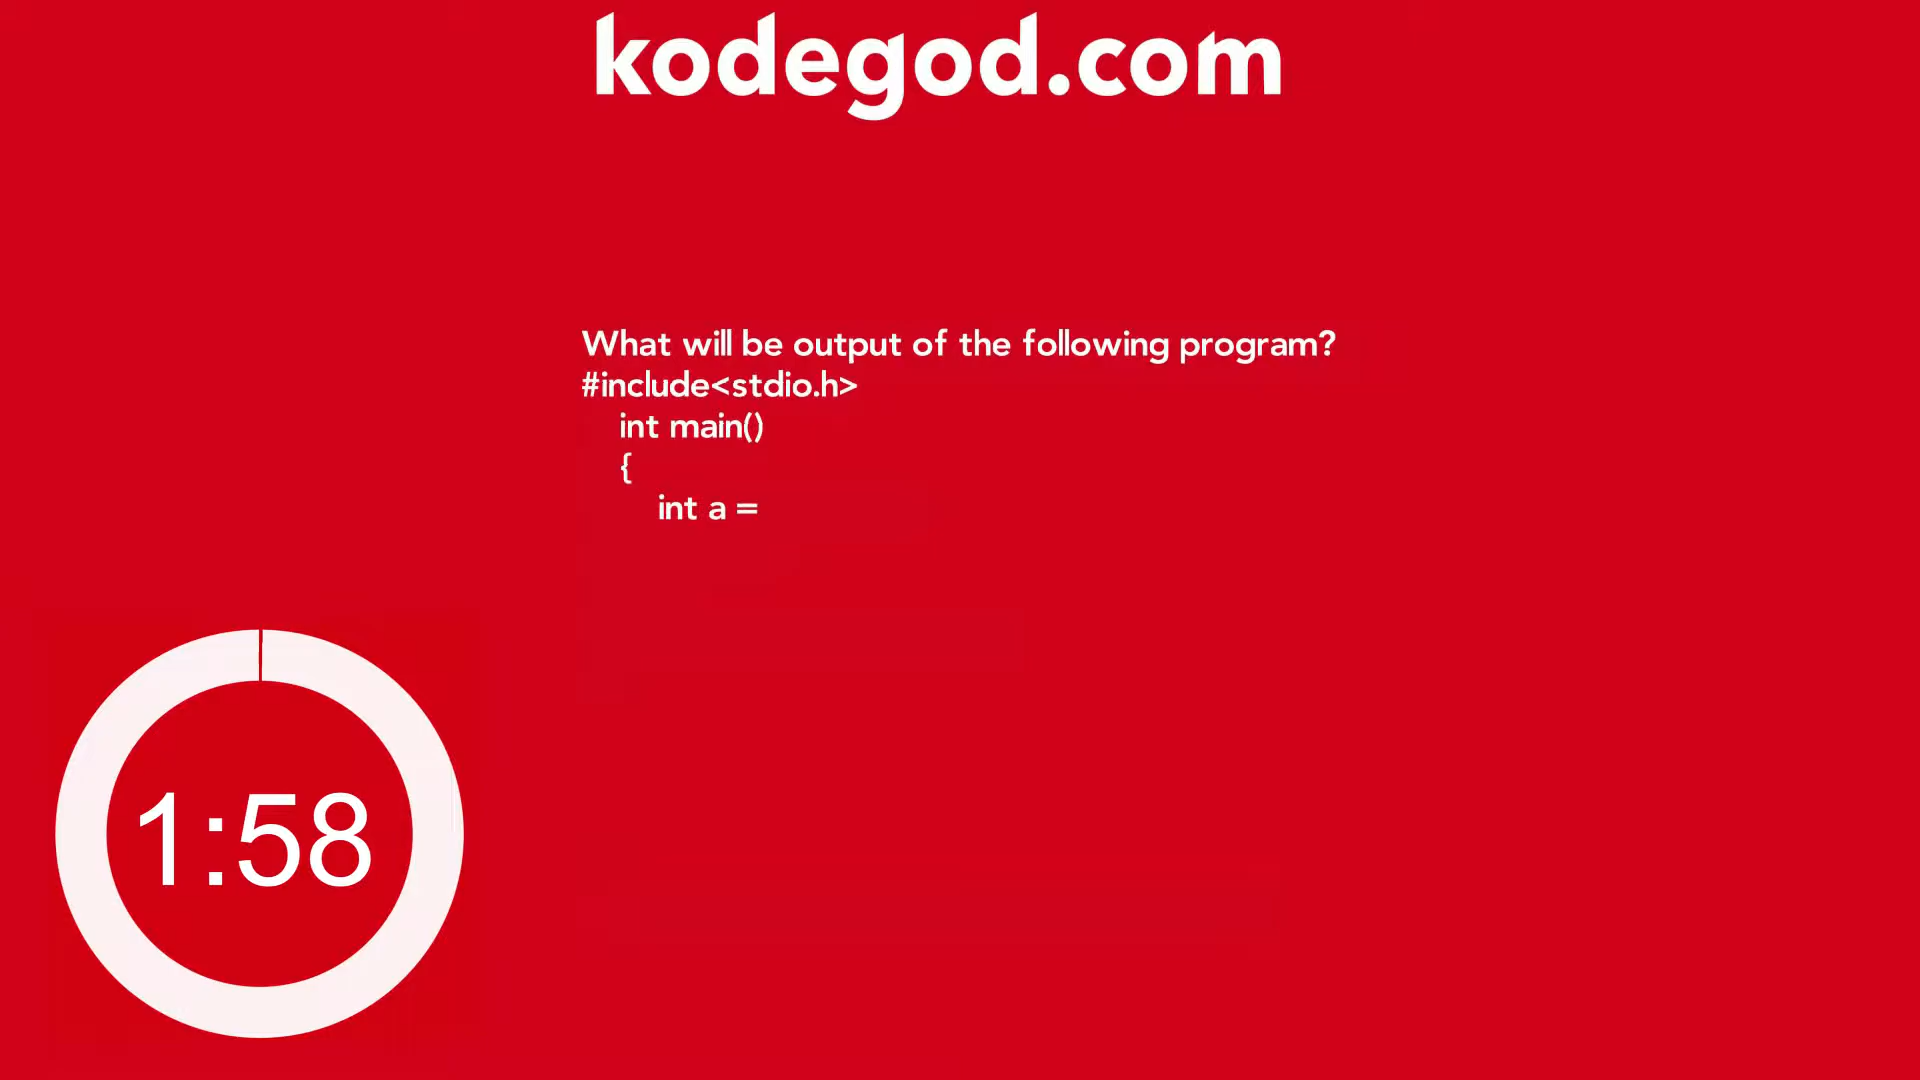 kodegod.com
What will be output of the following program?
#include<stdio.h>
int main()
{
int a =
1:58